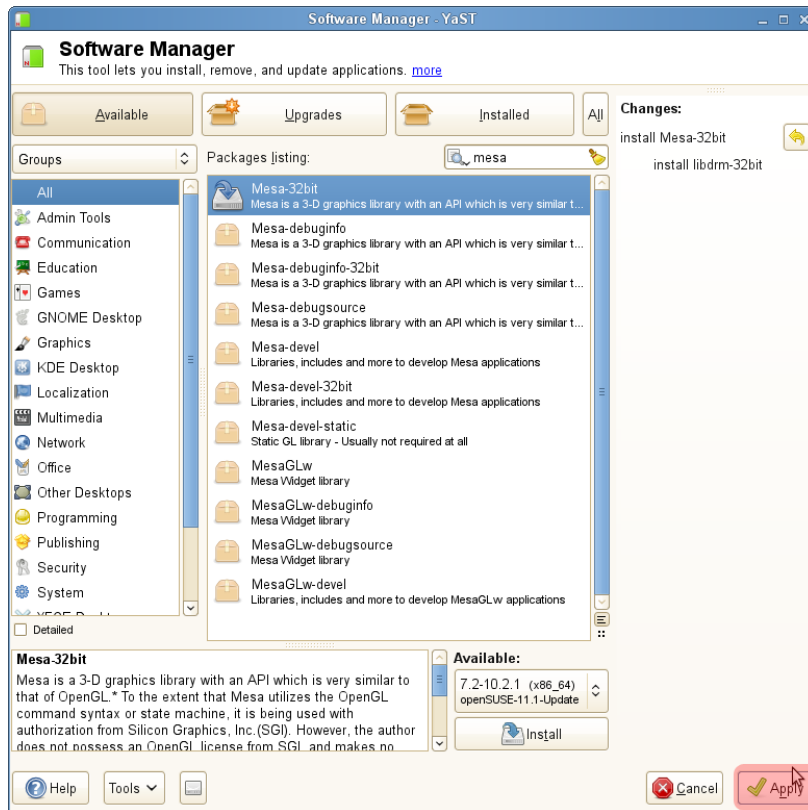 Software Manager - YaST
Software Manager
This tool lets you install, remove, and update applications. more
Available
Upgrades
Installed
All
Groups
Packages listing:
mesa
All
Admin Tools
Communication
Education
Games
GNOME Desktop
Graphics
KDE Desktop
Localization
Multimedia
Network
Office
Other Desktops
Programming
Publishing
Security
System
Detailed
Mesa-32bit
Mesa is a 3-D graphics library with an API which is very similar t...
Mesa-debuginfo
Mesa is a 3-D graphics library with an API which is very similar t...
Mesa-debuginfo-32bit
Mesa is a 3-D graphics library with an API which is very similar t...
Mesa-debugsource
Mesa is a 3-D graphics library with an API which is very similar t...
Mesa-devel
Libraries, includes and more to develop Mesa applications
Mesa-devel-32bit
Libraries, includes and more to develop Mesa applications
Mesa-devel-static
Static GL library - Usually not required at all
MesaGLw
Mesa Widget library
MesaGLw-debuginfo
Mesa Widget library
MesaGLw-debugsource
Mesa Widget library
MesaGLw-devel
Libraries, includes and more to develop MesaGLw applications
Changes:
install Mesa-32bit
install libdrm-32bit
Mesa-32bit
Mesa is a 3-D graphics library with an API which is very similar to
that of OpenGL.* To the extent that Mesa utilizes the OpenGL
command syntax or state machine, it is being used with
authorization from Silicon Graphics, Inc.(SGI). However, the author
does not possess an OpenGL license from SGI, and makes no
Available:
7.2-10.2.1 (x86_64)
openSUSE-11.1-Update
Install
Help
Tools
Cancel
Apply